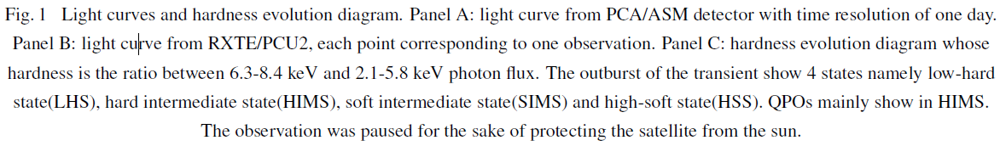 Fig. 1 Light curves and hardness evolution diagram. Panel A: light curve from PCA/ASM detector with time resolution of one day.
Panel B: light curve from RXTE/PCU2, each point corresponding to one observation. Panel C: hardness evolution diagram whose
hardness is the ratio between 6.3-8.4 keV and 2.1-5.8 keV photon flux. The outburst of the transient show 4 states namely low-hard
state(LHS), hard intermediate state(HIMS), soft intermediate state(SIMS) and high-soft state(HSS). QPOs mainly show in HIMS.
The observation was paused for the sake of protecting the satellite from the sun.